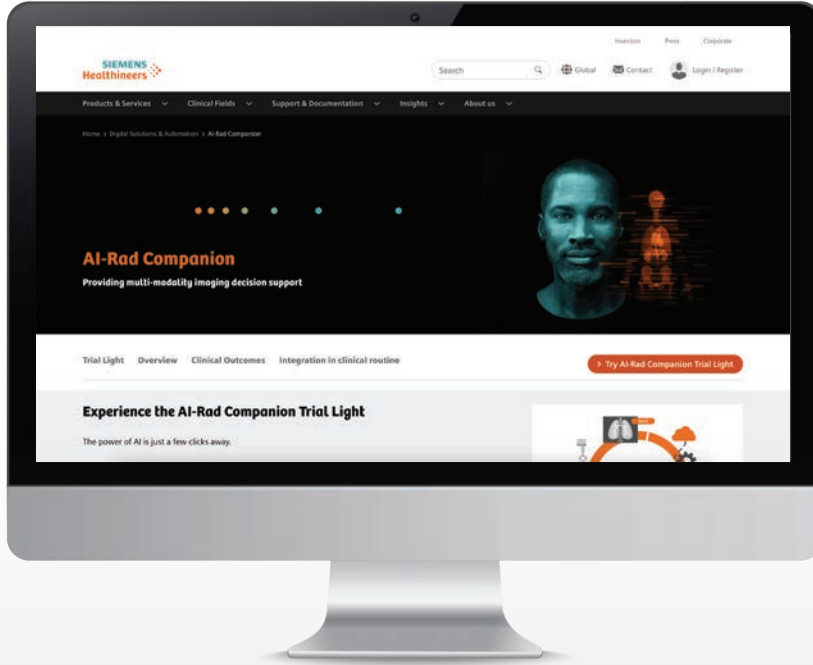 Investors Press Corporate
SIEMENS
Healthineers
Search
Global
Contact
Login / Register
Products & Services Clinical Fields Support & Documentation Insights About us
Home > Digital Solutions & Automation > AI-Rad Companion
AI-Rad Companion
Providing multi-modality imaging decision support
Trial Light Overview Clinical Outcomes Integration in clinical routine
> Try AI-Rad Companion Trial Light
Experience the AI-Rad Companion Trial Light
The power of AI is just a few clicks away.